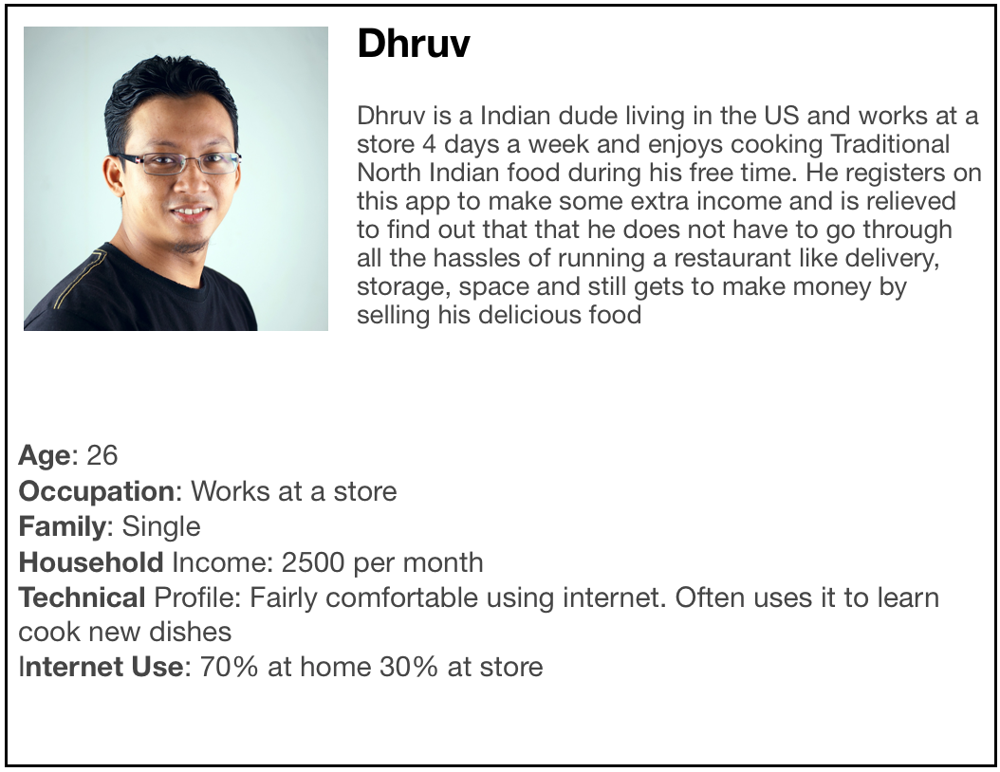 Dhruv
Dhruv is a Indian dude living in the US and works at a
store 4 days a week and enjoys cooking Traditional
North Indian food during his free time. He registers on
this app to make some extra income and is relieved
to find out that that he does not have to go through
all the hassles of running a restaurant like delivery,
storage, space and still gets to make money by
selling his delicious food
Age: 26
Occupation: Works at a store
Family: Single
Household Income: 2500 per month
Technical Profile: Fairly comfortable using internet. Often uses it to learn
cook new dishes
Internet Use: 70% at home 30% at store